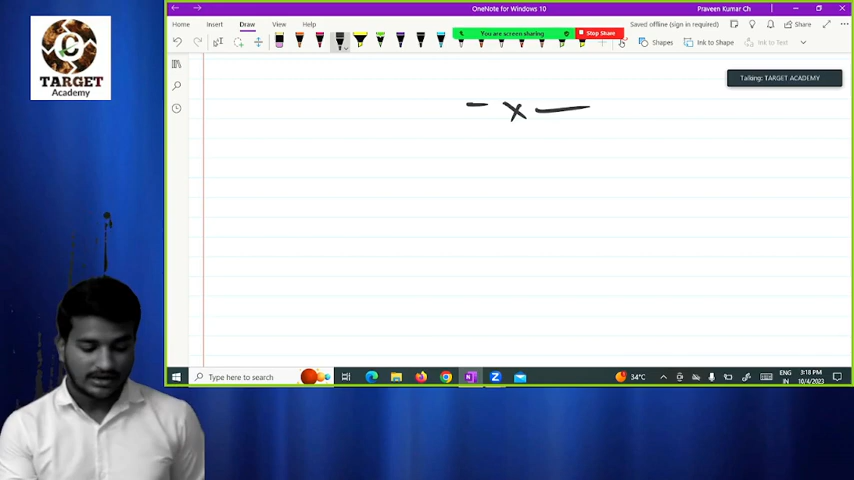 OneNote for Windows 10
Praveen Kumar Ch
Home Insert Draw View Help
You are screen sharing Stop Share
Saved offline (sign in required) Share
Shapes Ink to Shape Ink to Text
Talking: TARGET ACADEMY
TARGET
Academy
- x —
Type here to search
34°C
ENG
IN
3:18 PM
10/4/2023